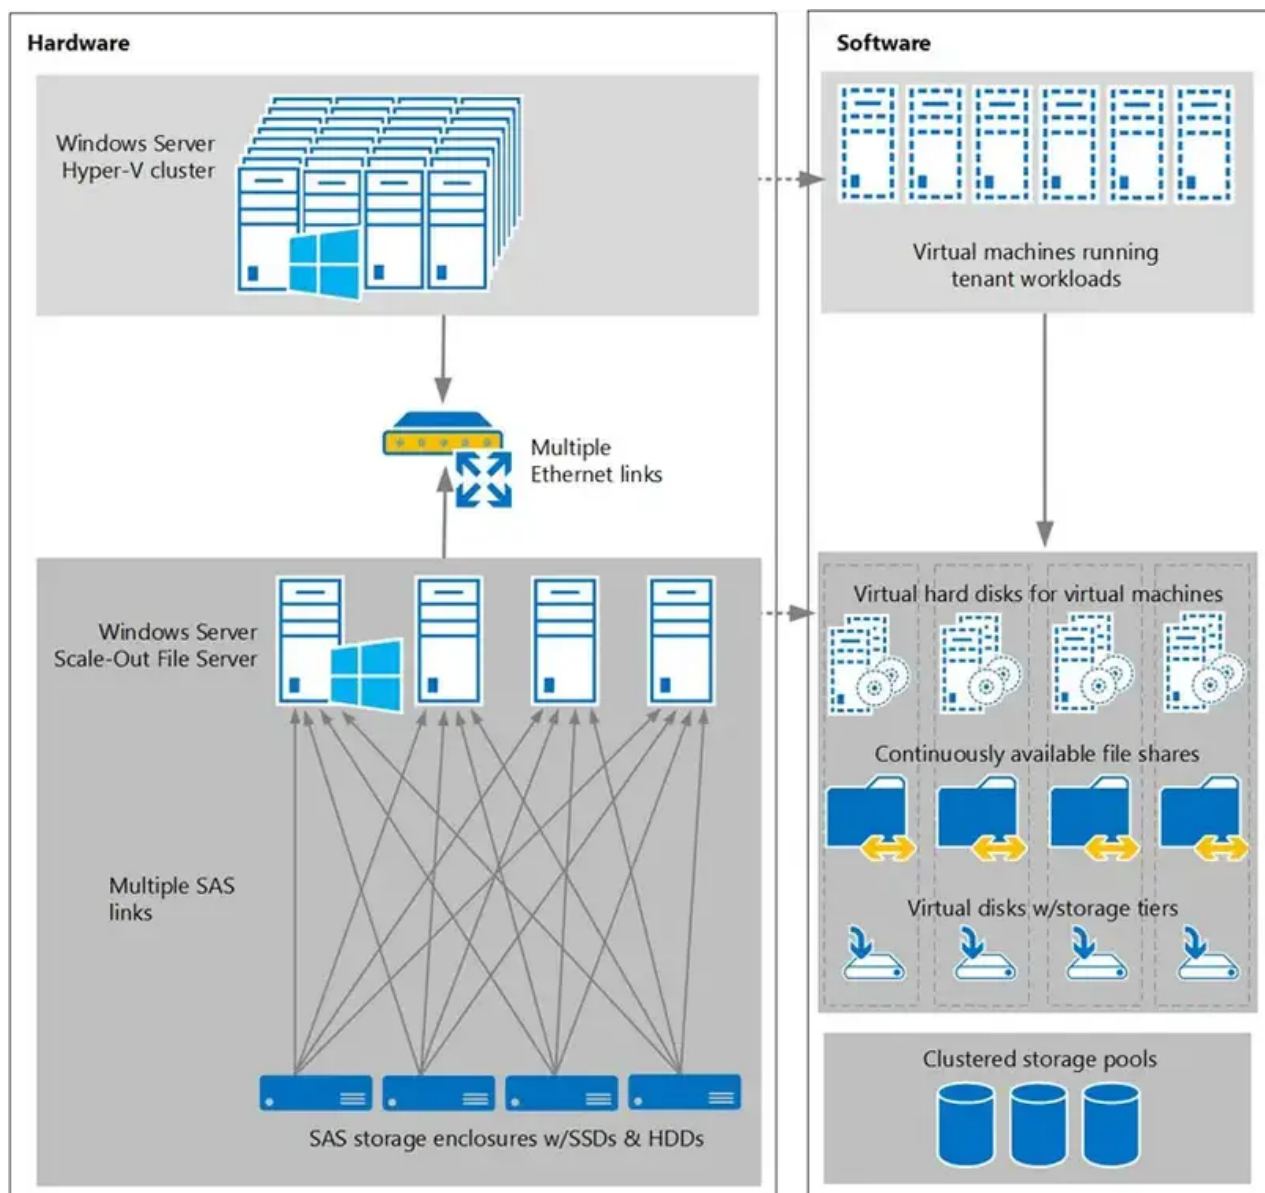 Hardware
Windows Server
Hyper-V cluster
Multiple
Ethernet links
Windows Server
Scale-Out File Server
Multiple SAS
links
SAS storage enclosures w/SSDs & HDDs
Software
Virtual machines running
tenant workloads
Virtual hard disks for virtual machines
Continuously available file shares
Virtual disks w/storage tiers
Clustered storage pools